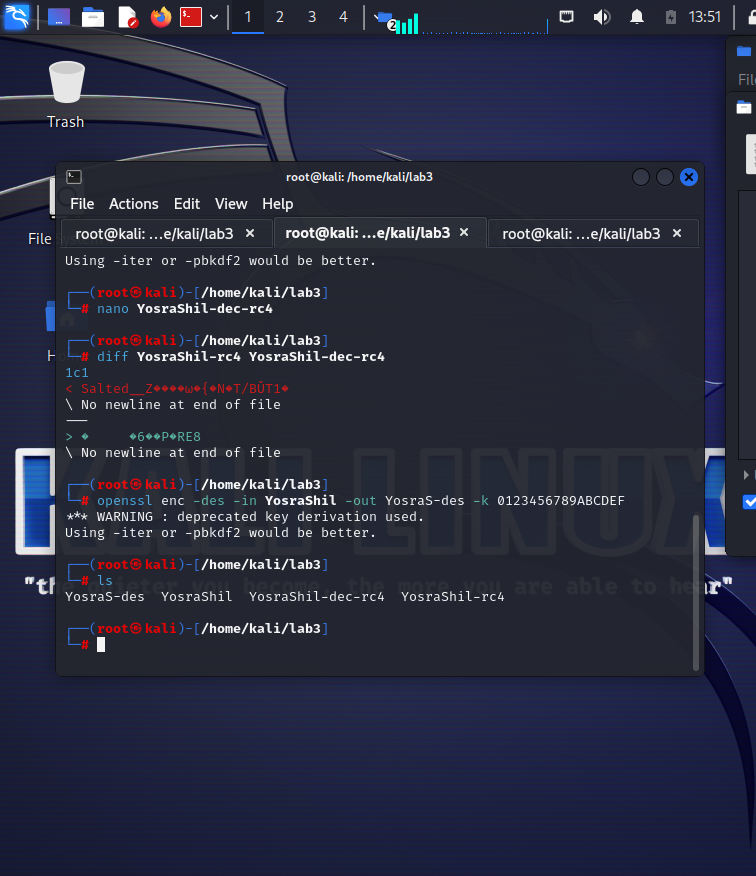 1 2 3 4 2 13:51
Trash
File
root@kali: /home/kali/lab3
File Actions Edit View Help
root@kali: ...e/kali/lab3 × root@kali: ...e/kali/lab3 × root@kali: ...e/kali/lab3 ×
Using -iter or -pbkdf2 would be better.
┌──(root㉿kali)-[/home/kali/lab3]
└─# nano YosraShil-dec-rc4
┌──(root㉿kali)-[/home/kali/lab3]
└─# diff YosraShil-rc4 YosraShil-dec-rc4
1c1
< Salted__Z����ω�{�N�T/BŰT1�
\ No newline at end of file
---
> � �6��P�RE8
\ No newline at end of file
┌──(root㉿kali)-[/home/kali/lab3]
└─# openssl enc -des -in YosraShil -out YosraS-des -k 0123456789ABCDEF
*** WARNING : deprecated key derivation used.
Using -iter or -pbkdf2 would be better.
┌──(root㉿kali)-[/home/kali/lab3]
└─# ls
YosraS-des YosraShil YosraShil-dec-rc4 YosraShil-rc4
┌──(root㉿kali)-[/home/kali/lab3]
└─#
KALI LINUX
"the quieter you become, the more you are able to hear"